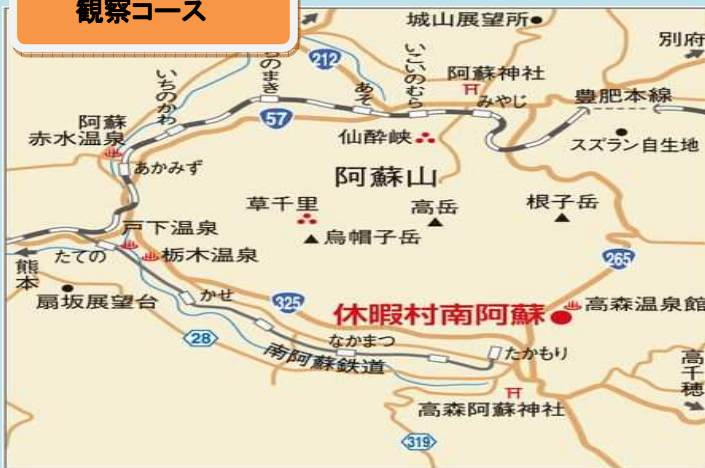 観察コース
城山展望所
別府
212
ちのまき
いこいのむら
阿蘇神社
いちのかわ
あそ
みやじ
豊肥本線
57
阿蘇
赤水温泉
仙酔峡
スズラン自生地
あかみず
阿蘇山
草千里
高岳
根子岳
戸下温泉
烏帽子岳
たての
栃木温泉
265
熊本
扇坂展望台
かせ
325
休暇村南阿蘇
高森温泉館
28
なかまつ
南阿蘇鉄道
たかもり
高千穂
高森阿蘇神社
319